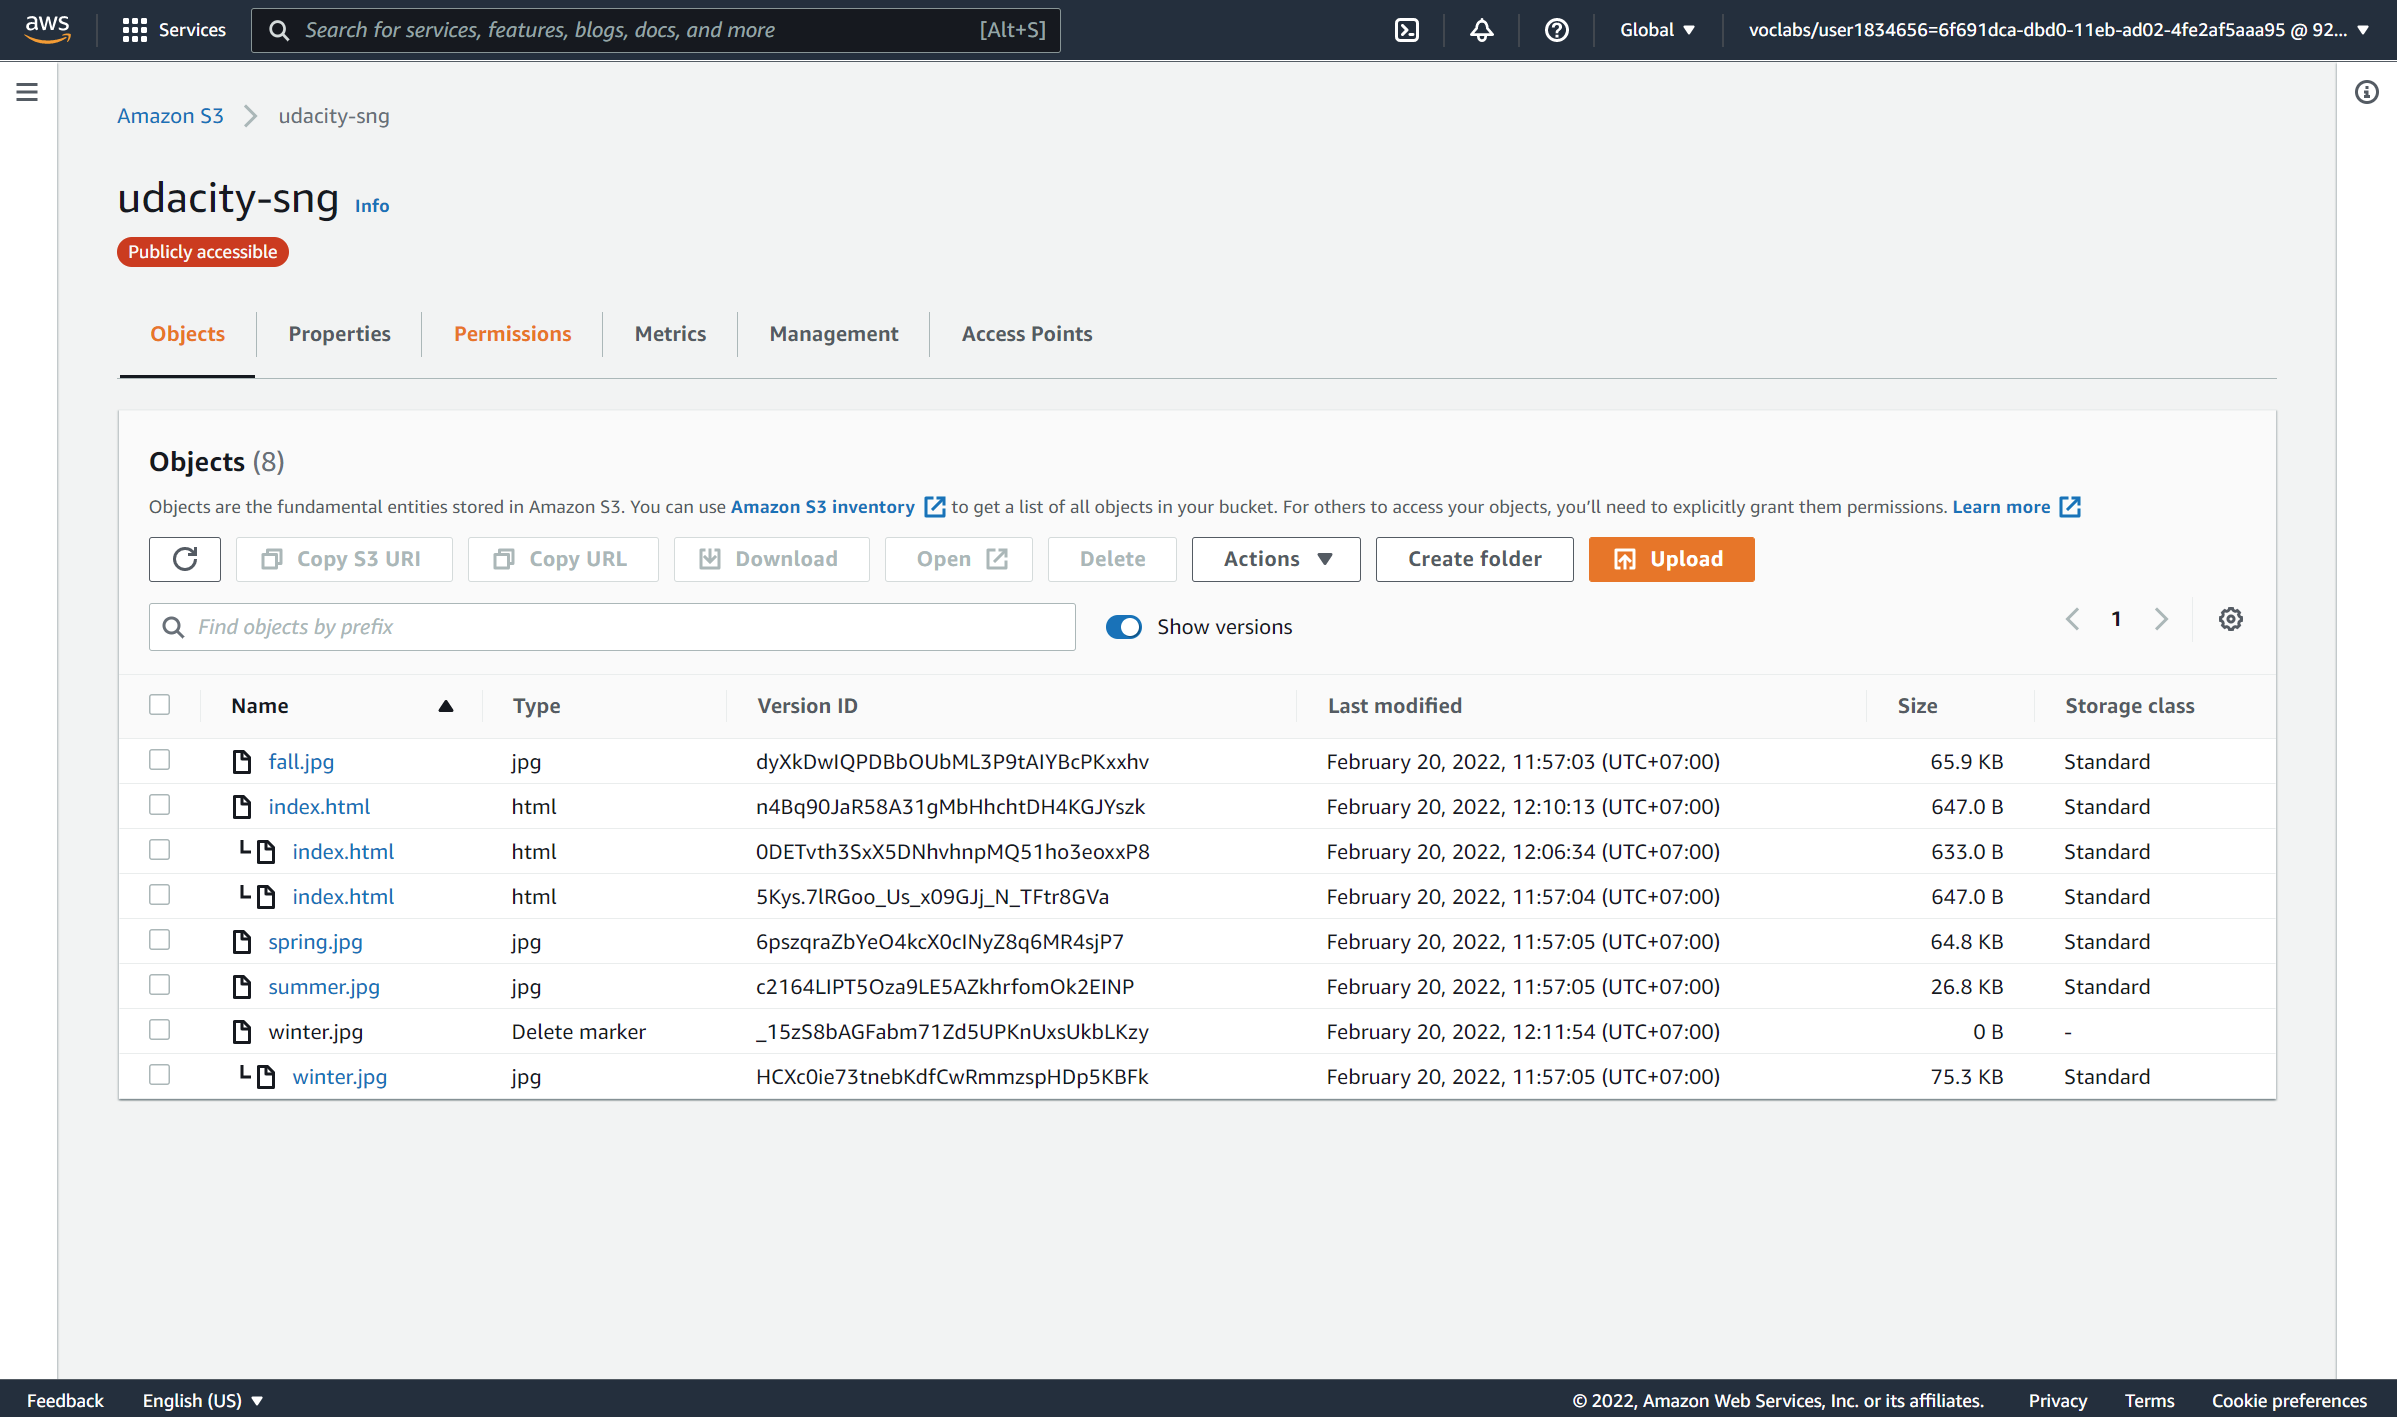 aws Services Search for services, features, blogs, docs, and more [Alt+S] Global voclabs/user1834656=6f691dca-dbd0-11eb-ad02-4fe2af5aaa95 @ 92...
Amazon S3 udacity-sng
udacity-sng Info
Publicly accessible
Objects Properties Permissions Metrics Management Access Points
Objects (8)
Objects are the fundamental entities stored in Amazon S3. You can use Amazon S3 inventory to get a list of all objects in your bucket. For others to access your objects, you’ll need to explicitly grant them permissions. Learn more
Copy S3 URI Copy URL Download Open Delete Actions Create folder Upload
Find objects by prefix Show versions 1
Name Type Version ID Last modified Size Storage class
fall.jpg jpg dyXkDwIQPDBbOUbML3P9tAIYBcPKxxhv February 20, 2022, 11:57:03 (UTC+07:00) 65.9 KB Standard
index.html html n4Bq90JaR58A31gMbHhchtDH4KGJYszk February 20, 2022, 12:10:13 (UTC+07:00) 647.0 B Standard
index.html html 0DETvth3SxX5DNhvhnpMQ51ho3eoxxP8 February 20, 2022, 12:06:34 (UTC+07:00) 633.0 B Standard
index.html html 5Kys.7lRGoo_Us_x09GJj_N_TFtr8GVa February 20, 2022, 11:57:04 (UTC+07:00) 647.0 B Standard
spring.jpg jpg 6pszqraZbYeO4kcX0cINyZ8q6MR4sjP7 February 20, 2022, 11:57:05 (UTC+07:00) 64.8 KB Standard
summer.jpg jpg c2164LIPT5Oza9LE5AZkhrfomOk2EINP February 20, 2022, 11:57:05 (UTC+07:00) 26.8 KB Standard
winter.jpg Delete marker _15zS8bAGFabm71Zd5UPKnUxsUkbLKzy February 20, 2022, 12:11:54 (UTC+07:00) 0 B -
winter.jpg jpg HCXc0ie73tnebKdfCwRmmzspHDp5KBFk February 20, 2022, 11:57:05 (UTC+07:00) 75.3 KB Standard
Feedback English (US) © 2022, Amazon Web Services, Inc. or its affiliates. Privacy Terms Cookie preferences